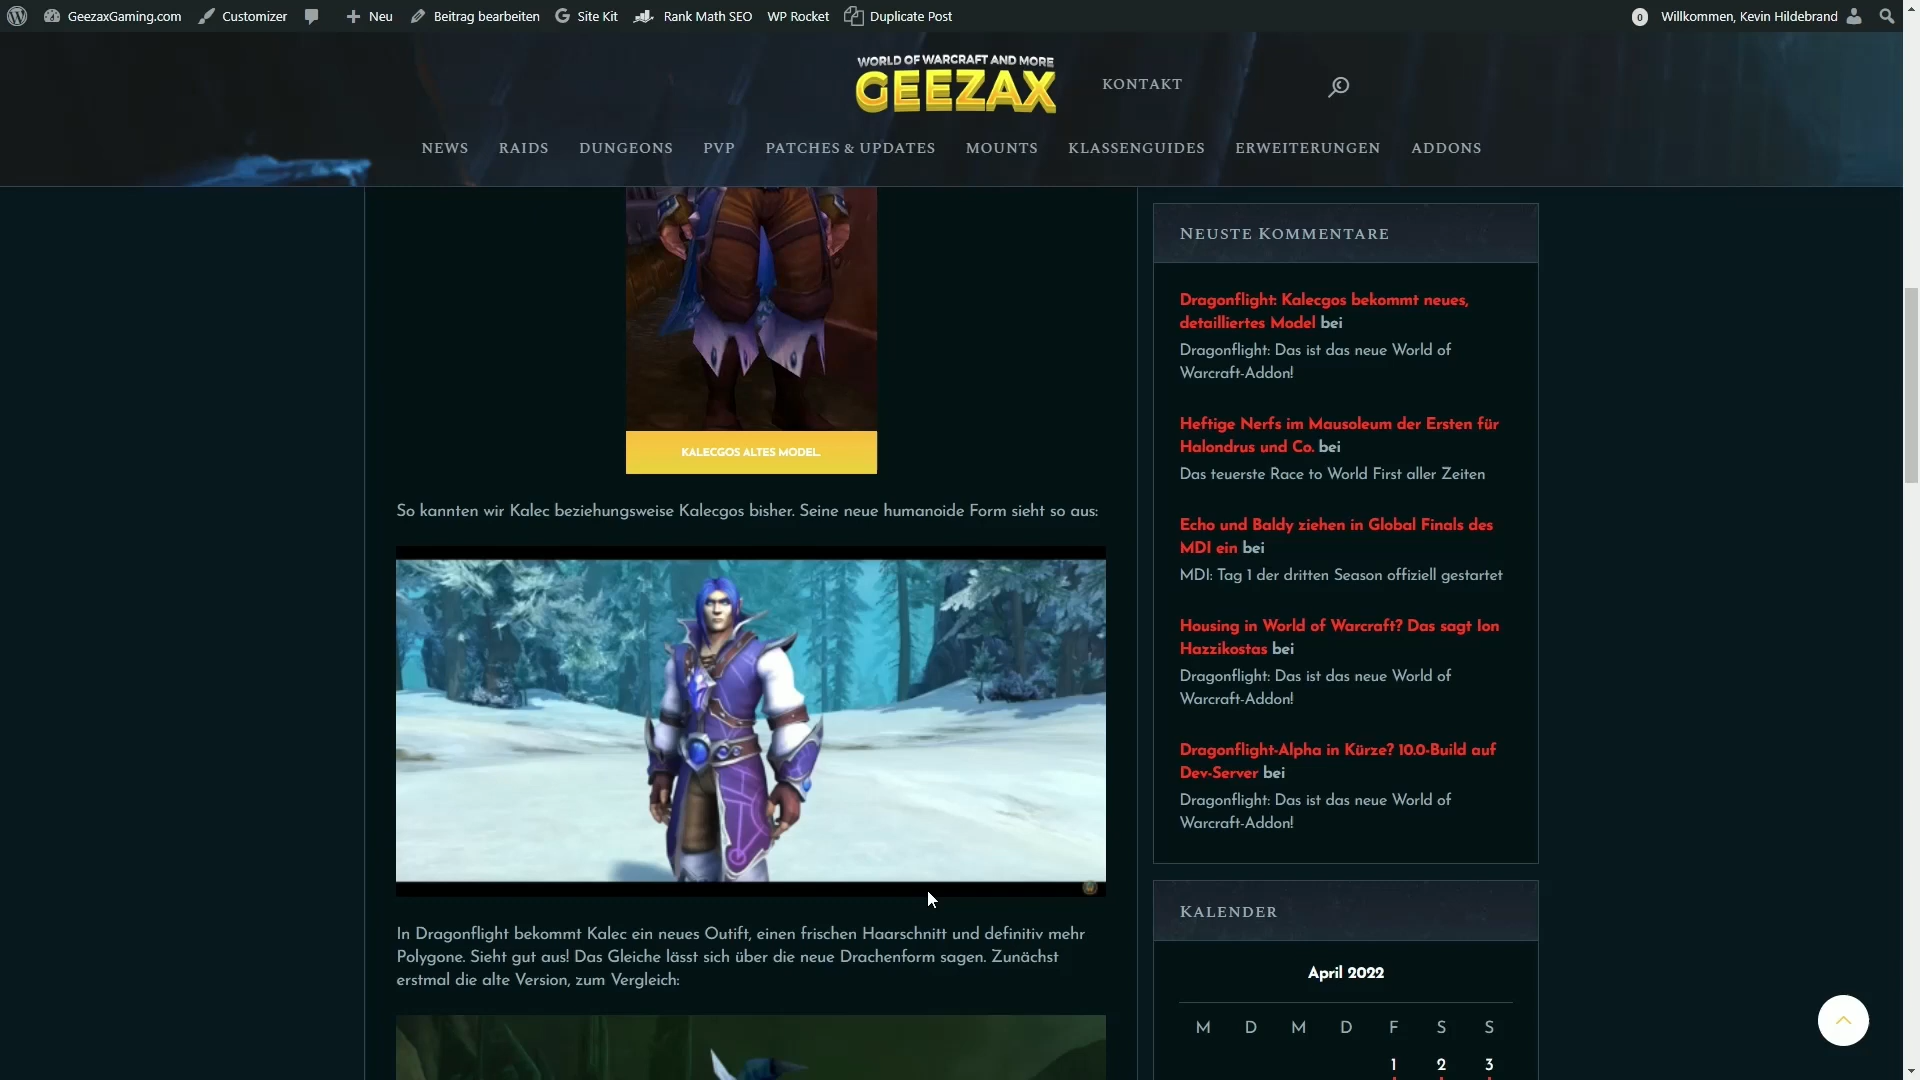 GeezaxGaming.com Customizer Neu Beitrag bearbeiten Site Kit Rank Math SEO WP Rocket Duplicate Post 0 Willkommen, Kevin Hildebrand
WORLD OF WARCRAFT AND MORE
GEEZAX
KONTAKT
NEWS RAIDS DUNGEONS PVP PATCHES & UPDATES MOUNTS KLASSENGUIDES ERWEITERUNGEN ADDONS
KALECGOS ALTES MODEL.
So kannten wir Kalec beziehungsweise Kalecgos bisher. Seine neue humanoide Form sieht so aus:
In Dragonflight bekommt Kalec ein neues Outift, einen frischen Haarschnitt und definitiv mehr
Polygone. Sieht gut aus! Das Gleiche lässt sich über die neue Drachenform sagen. Zunächst
erstmal die alte Version, zum Vergleich:
Neuste Kommentare
Dragonflight: Kalecgos bekommt neues,
detailliertes Model bei
Dragonflight: Das ist das neue World of
Warcraft-Addon!
Heftige Nerfs im Mausoleum der Ersten für
Halondrus und Co. bei
Das teuerste Race to World First aller Zeiten
Echo und Baldy ziehen in Global Finals des
MDI ein bei
MDI: Tag 1 der dritten Season offiziell gestartet
Housing in World of Warcraft? Das sagt Ion
Hazzikostas bei
Dragonflight: Das ist das neue World of
Warcraft-Addon!
Dragonflight-Alpha in Kürze? 10.0-Build auf
Dev-Server bei
Dragonflight: Das ist das neue World of
Warcraft-Addon!
Kalender
April 2022
M D M D F S S
1 2 3